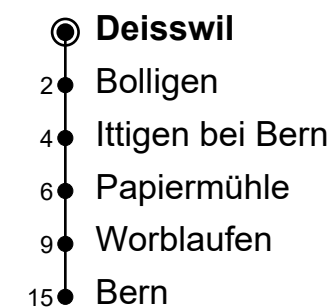 Deisswil
2 Bolligen
4 Ittigen bei Bern
6 Papiermühle
9 Worblaufen
15 Bern